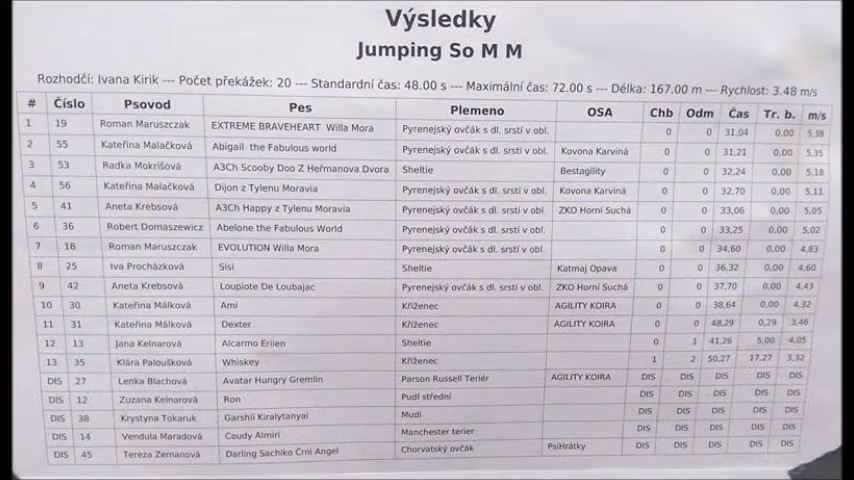 Výsledky
Jumping So M M
Rozhodčí: Ivana Kirik --- Počet překážek: 20 --- Standardní čas: 48.00 s --- Maximální čas: 72.00 s --- Délka: 167.00 m --- Rychlost: 3.48 m/s
# Číslo Psovod Pes Plemeno OSA Chb Odm Čas Tr. b. m/s
1 19 Roman Maruszczak EXTREME BRAVEHEART Willa Mora Pyrenejský ovčák s dl. srstí v obl. 0 0 31,04 0,00 5,38
2 55 Kateřina Malačková Abigail the Fabulous world Pyrenejský ovčák s dl. srstí v obl. Kovona Karviná 0 0 31,21 0,00 5,35
3 53 Radka Mokrišová A3Ch Scooby Doo Z Heřmanova Dvora Sheltie Bestagility 0 0 32,24 0,00 5,18
4 56 Kateřina Malačková Dijon z Tylenu Moravia Pyrenejský ovčák s dl. srstí v obl. Kovona Karviná 0 0 32,70 0,00 5,11
5 41 Aneta Krebsová A3Ch Happy z Tylenu Moravia Pyrenejský ovčák s dl. srstí v obl. ZKO Horní Suchá 0 0 33,06 0,00 5,05
6 36 Robert Domaszewicz Abelone the Fabulous World Pyrenejský ovčák s dl. srstí v obl. 0 0 33,25 0,00 5,02
7 18 Roman Maruszczak EVOLUTION Willa Mora Pyrenejský ovčák s dl. srstí v obl. 0 0 34,60 0,00 4,83
8 25 Iva Procházková Sisi Sheltie Katmaj Opava 0 0 36,32 0,00 4,60
9 42 Aneta Krebsová Loupiote De Loubajac Pyrenejský ovčák s dl. srstí v obl. ZKO Horní Suchá 0 0 37,70 0,00 4,43
10 30 Kateřina Málková Ami Kříženec AGILITY KOIRA 0 0 38,64 0,00 4,32
11 31 Kateřina Málková Dexter Kříženec AGILITY KOIRA 0 0 48,29 0,29 3,46
12 13 Jana Kelnarová Alcarmo Erilen Sheltie 0 1 41,26 5,00 4,05
13 35 Klára Paloušková Whiskey Kříženec 1 2 50,27 17,27 3,32
DIS 27 Lenka Blachová Avatar Hungry Gremlin Parson Russell Teriér AGILITY KOIRA DIS DIS DIS DIS DIS
DIS 12 Zuzana Kelnarová Ron Pudl střední DIS DIS DIS DIS DIS
DIS 38 Krystyna Tokaruk Garshii Kiralytanyai Mudi DIS DIS DIS DIS DIS
DIS 14 Vendula Maradová Coudy Almiri Manchester terier DIS DIS DIS DIS DIS
DIS 45 Tereza Zemanová Darling Sachiko Črni Angel Chorvatský ovčák PsíHrátky DIS DIS DIS DIS DIS